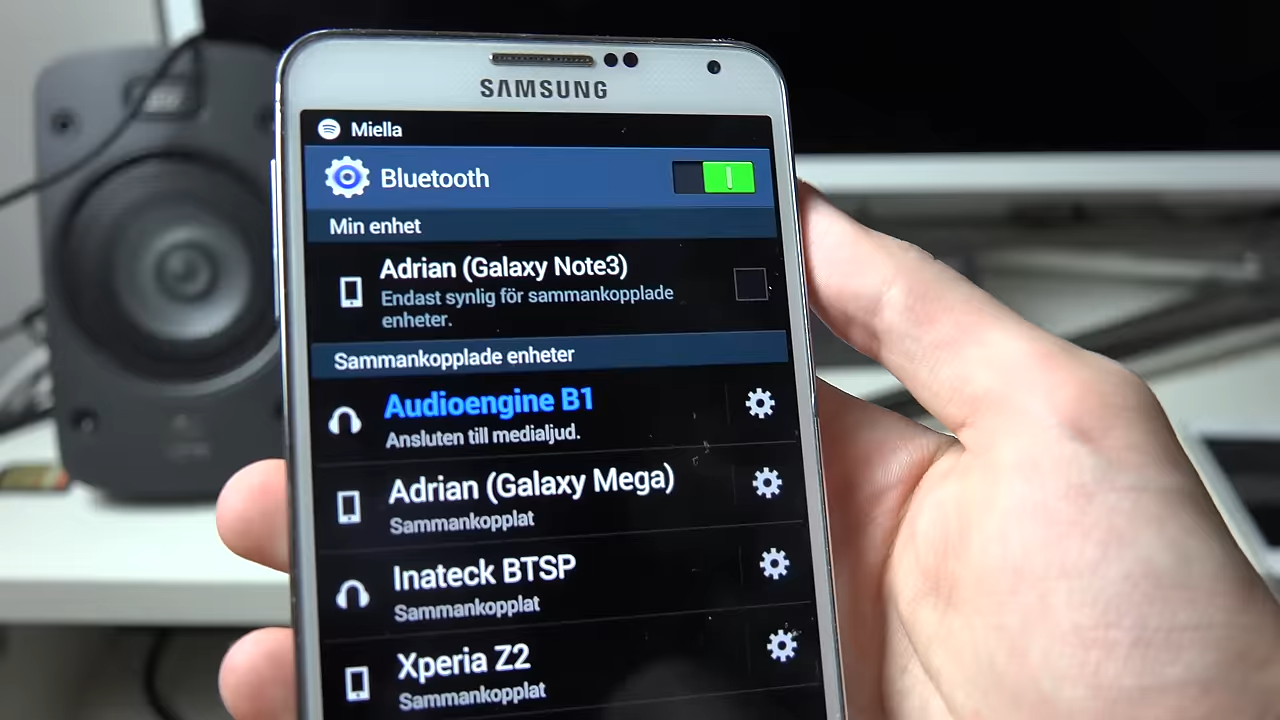 SAMSUNG
Miella
Bluetooth
Min enhet
Adrian (Galaxy Note3)
Endast synlig för sammankopplade
enheter.
Sammankopplade enheter
Audioengine B1
Ansluten till medialjud.
Adrian (Galaxy Mega)
Sammankopplat
Inateck BTSP
Sammankopplat
Xperia Z2
Sammankopplat